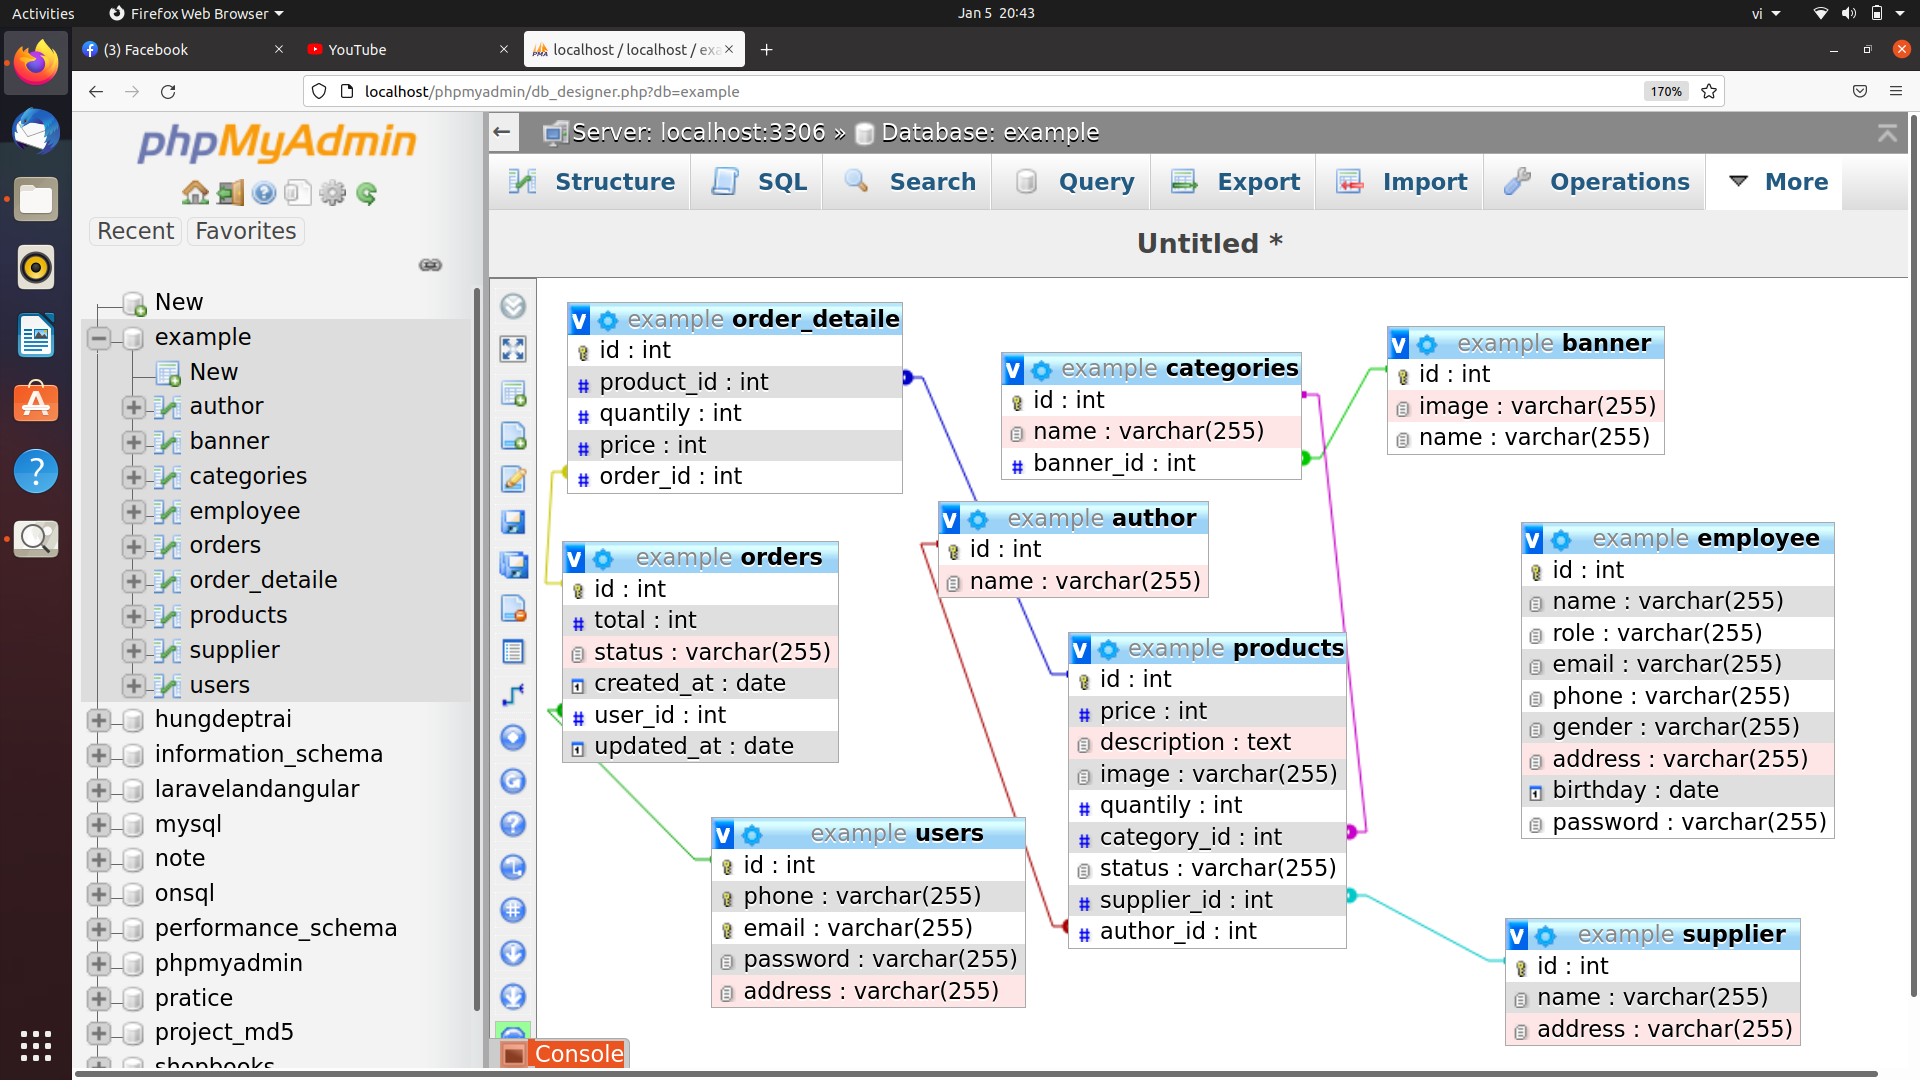 Activities
Firefox Web Browser
Jan 5 20:43
vi
(3) Facebook
YouTube
localhost / localhost / exa
localhost/phpmyadmin/db_designer.php?db=example
170%
phpMyAdmin
Recent
Favorites
New
example
New
author
banner
categories
employee
orders
order_detaile
products
supplier
users
hungdeptrai
information_schema
laravelandangular
mysql
note
onsql
performance_schema
phpmyadmin
pratice
project_md5
shopbooks
Server: localhost:3306 » Database: example
Structure
SQL
Search
Query
Export
Import
Operations
More
Untitled *
v example order_detaile
id : int
# product_id : int
# quantily : int
# price : int
# order_id : int
v example categories
id : int
name : varchar(255)
# banner_id : int
v example banner
id : int
image : varchar(255)
name : varchar(255)
v example author
id : int
name : varchar(255)
v example orders
id : int
# total : int
status : varchar(255)
created_at : date
# user_id : int
updated_at : date
v example employee
id : int
name : varchar(255)
role : varchar(255)
email : varchar(255)
phone : varchar(255)
gender : varchar(255)
address : varchar(255)
birthday : date
password : varchar(255)
v example products
id : int
# price : int
description : text
image : varchar(255)
# quantily : int
# category_id : int
status : varchar(255)
# supplier_id : int
# author_id : int
v example users
id : int
phone : varchar(255)
email : varchar(255)
password : varchar(255)
address : varchar(255)
v example supplier
id : int
name : varchar(255)
address : varchar(255)
Console